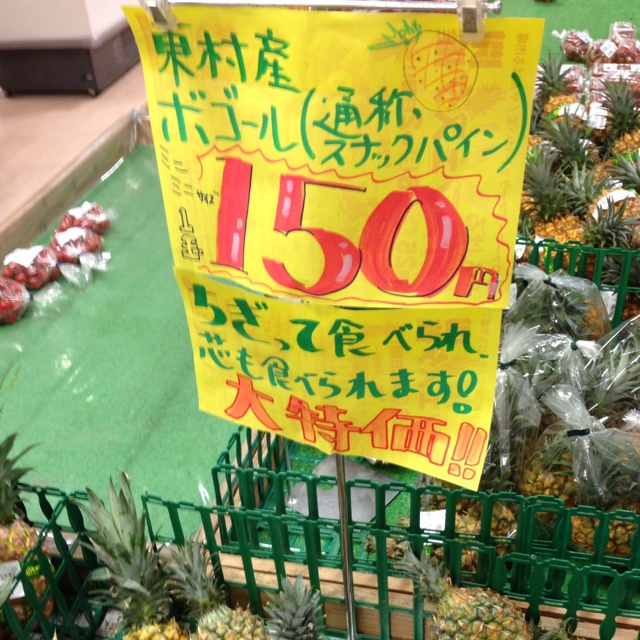 東村産
ボゴール(通称、
スナックパイン)
ミニミニサイズ
1玉
150円
ちぎって食べられ、
芯も食べられます!
大特価!!